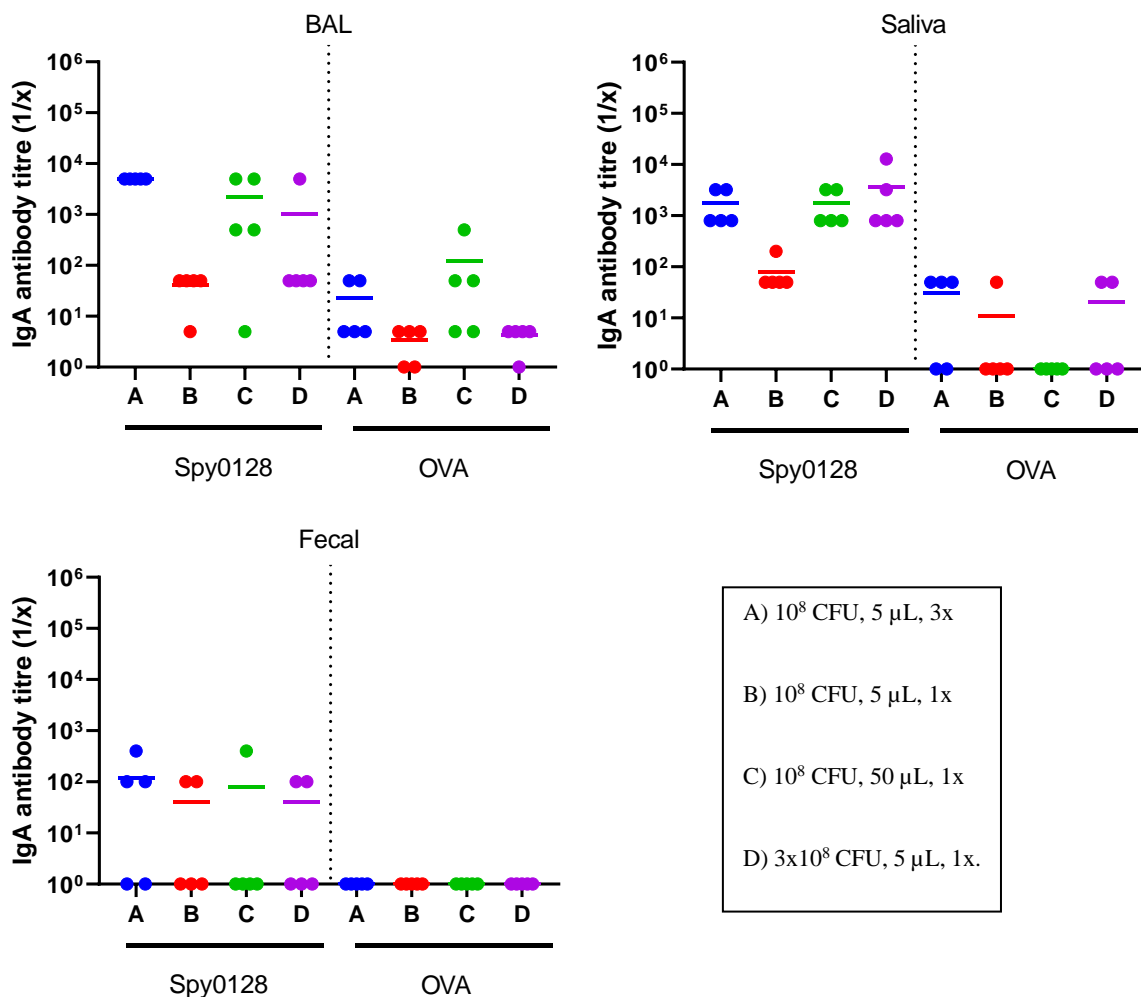 BAL
IgA antibody titre (1/x)
10⁶
10⁵
10⁴
10³
10²
10¹
10⁰
A B C D A B C D
Spy0128 OVA
Saliva
IgA antibody titre (1/x)
10⁶
10⁵
10⁴
10³
10²
10¹
10⁰
A B C D A B C D
Spy0128 OVA
Fecal
IgA antibody titre (1/x)
10⁶
10⁵
10⁴
10³
10²
10¹
10⁰
A B C D A B C D
Spy0128 OVA
A) 10⁸ CFU, 5 µL, 3x
B) 10⁸ CFU, 5 µL, 1x
C) 10⁸ CFU, 50 µL, 1x
D) 3x10⁸ CFU, 5 µL, 1x.